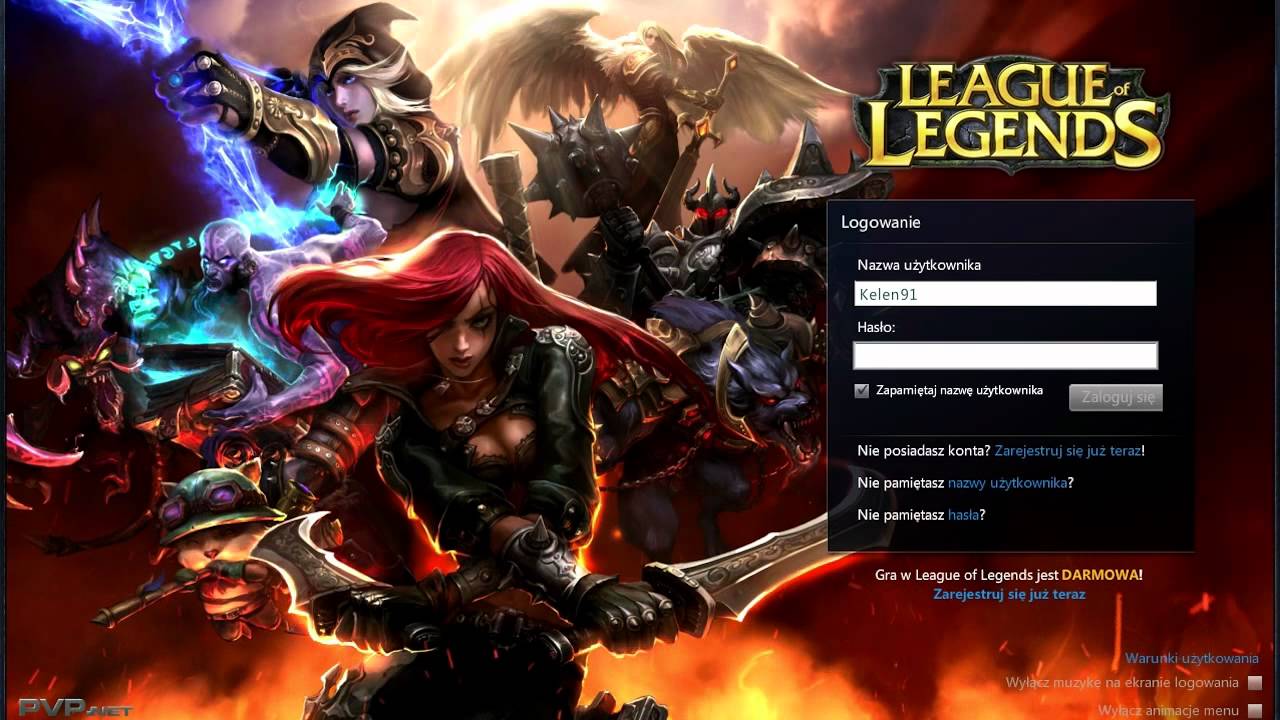 LEAGUE of
LEGENDS
Logowanie
Nazwa użytkownika
Kelen91
Hasło:
Zapamiętaj nazwę użytkownika
Zaloguj się
Nie posiadasz konta? Zarejestruj się już teraz!
Nie pamiętasz nazwy użytkownika?
Nie pamiętasz hasła?
Gra w League of Legends jest DARMOWA!
Zarejestruj się już teraz
Warunki użytkowania
Wyłącz muzykę na ekranie logowania
Wyłącz animacje menu
PVP.NET